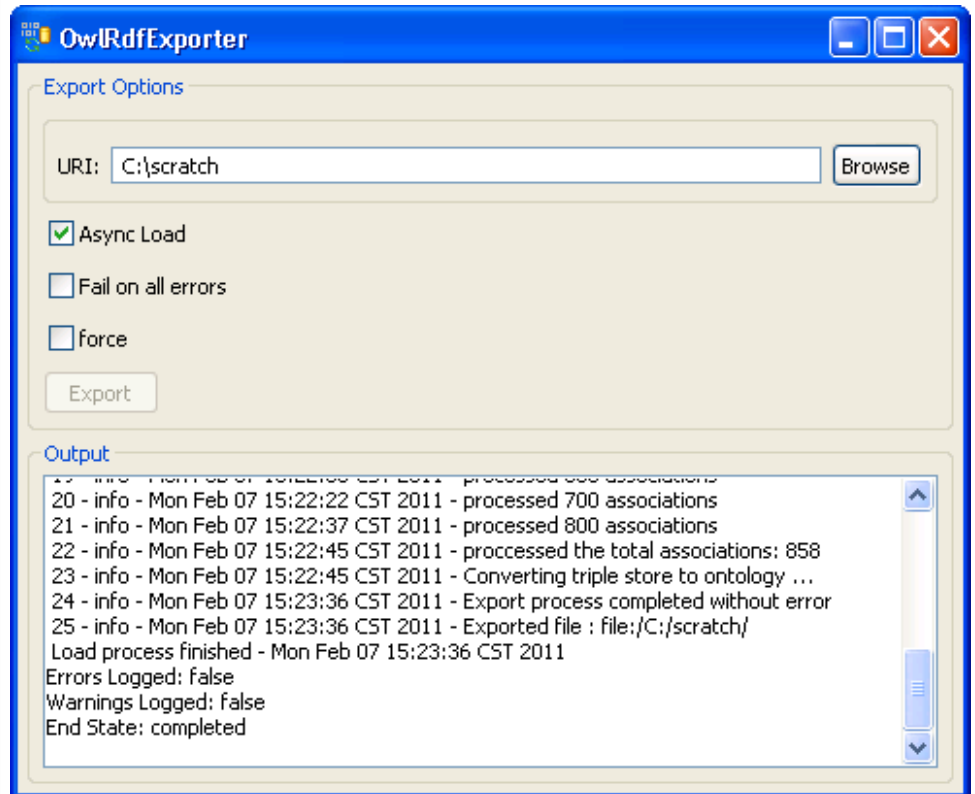 OwlRdfExporter
Export Options
URI: C:\scratch Browse
Async Load
Fail on all errors
force
Export
Output
20 - info - Mon Feb 07 15:22:22 CST 2011 - processed 700 associations
21 - info - Mon Feb 07 15:22:37 CST 2011 - processed 800 associations
22 - info - Mon Feb 07 15:22:45 CST 2011 - proccessed the total associations: 858
23 - info - Mon Feb 07 15:22:45 CST 2011 - Converting triple store to ontology ...
24 - info - Mon Feb 07 15:23:36 CST 2011 - Export process completed without error
25 - info - Mon Feb 07 15:23:36 CST 2011 - Exported file : file:/C:/scratch/
Load process finished - Mon Feb 07 15:23:36 CST 2011
Errors Logged: false
Warnings Logged: false
End State: completed